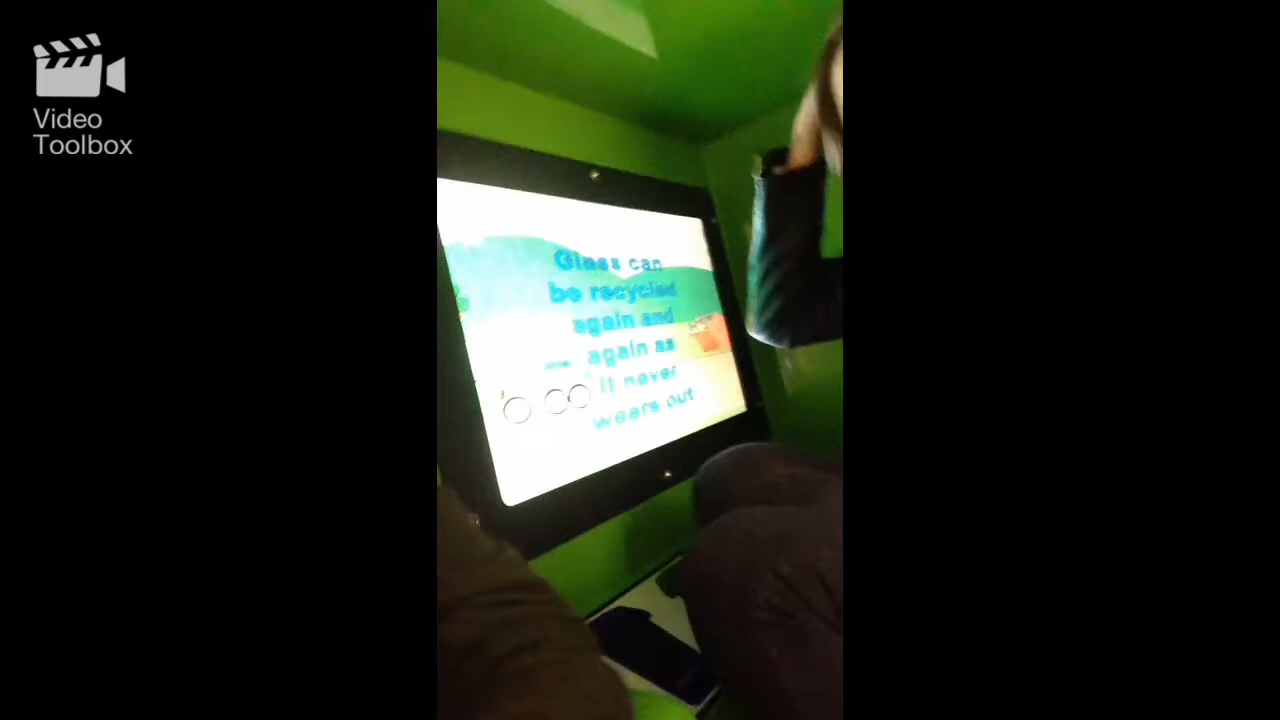 Video
Toolbox
Glass can
be recycled
again and
again as
it never
wears out